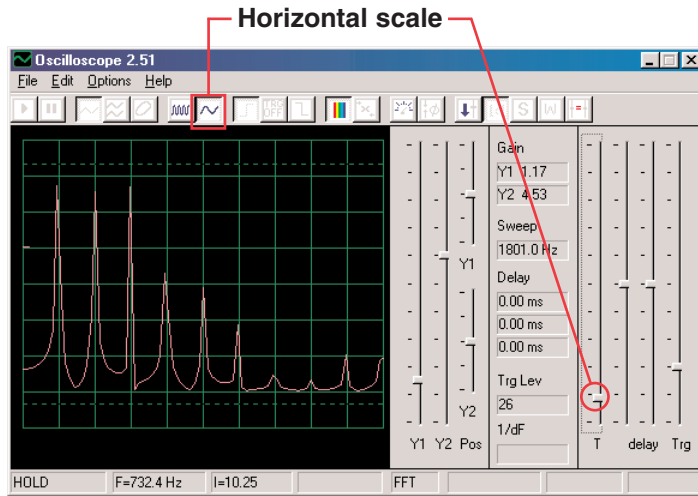 Horizontal scale
Oscilloscope 2.51
File Edit Options Help
TRG
OFF
S
Gain
Y1 1.17
Y2 4.53
Sweep
1801.0 Hz
Y1
Delay
0.00 ms
0.00 ms
0.00 ms
Trg Lev
26
Y2
1/dF
Y1 Y2 Pos
T delay Trg
HOLD F=732.4 Hz I=10.25 FFT